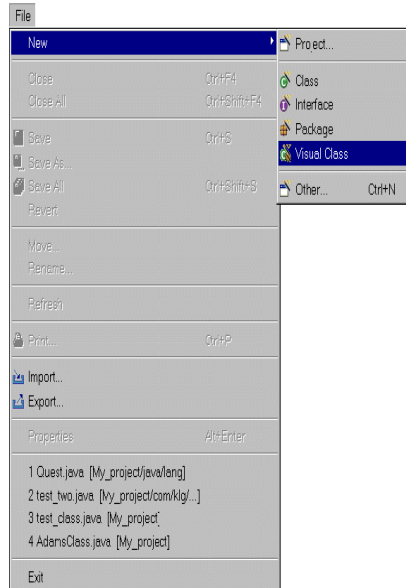 File
New
Project...
Close Ctrl+F4
Close All Ctrl+Shift+F4
Save Ctrl+S
Save As...
Save All Ctrl+Shift+S
Revert
Move...
Rename...
Refresh
Print... Ctrl+P
Import...
Export...
Properties Alt+Enter
1 Quest.java [My_project/java/lang]
2 test_two.java [My_project/com/klg/...]
3 test_class.java [My_project]
4 AdamsClass.java [My_project]
Exit
Class
Interface
Package
Visual Class
Other... Ctrl+N